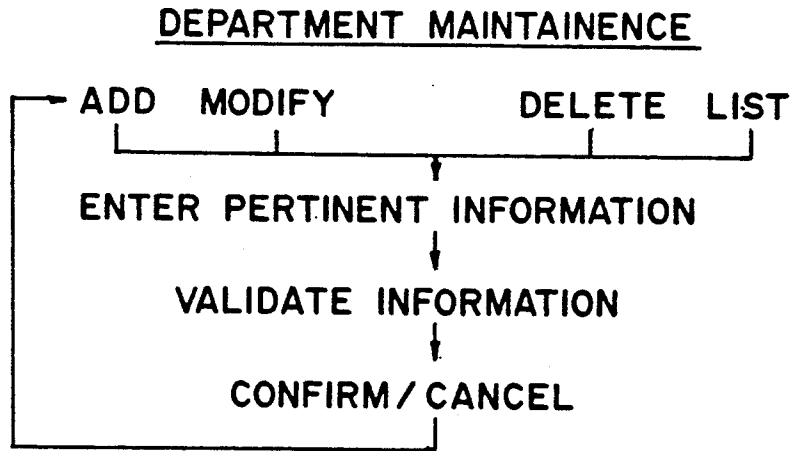 DEPARTMENT MAINTAINENCE
ADD MODIFY DELETE LIST
ENTER PERTINENT INFORMATION
VALIDATE INFORMATION
CONFIRM/CANCEL